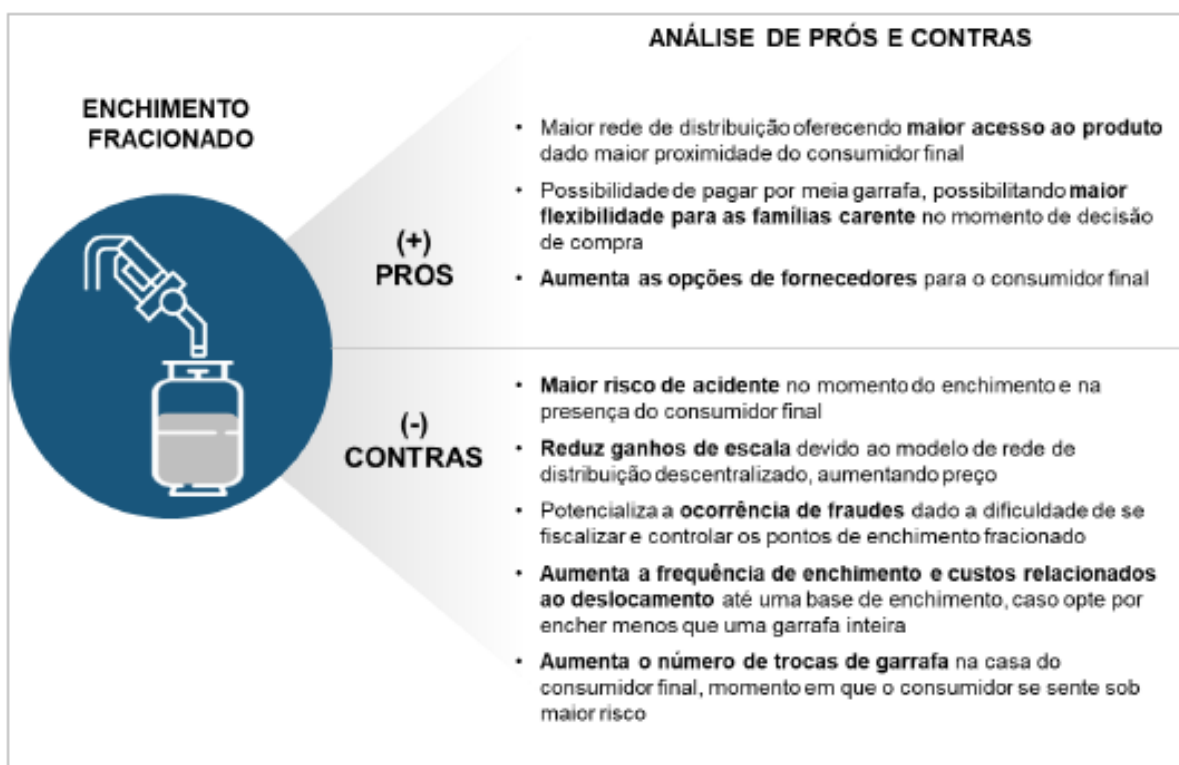 ANÁLISE DE PRÓS E CONTRAS
ENCHIMENTO
FRACIONADO
(+)
PROS
• Maior rede de distribuição oferecendo maior acesso ao produto
dado maior proximidade do consumidor final
• Possibilidade de pagar por meia garrafa, possibilitando maior
flexibilidade para as famílias carente no momento de decisão
de compra
• Aumenta as opções de fornecedores para o consumidor final
(-)
CONTRAS
• Maior risco de acidente no momento do enchimento e na
presença do consumidor final
• Reduz ganhos de escala devido ao modelo de rede de
distribuição descentralizado, aumentando preço
• Potencializa a ocorrência de fraudes dado a dificuldade de se
fiscalizar e controlar os pontos de enchimento fracionado
• Aumenta a frequência de enchimento e custos relacionados
ao deslocamento até uma base de enchimento, caso opte por
encher menos que uma garrafa inteira
• Aumenta o número de trocas de garrafa na casa do
consumidor final, momento em que o consumidor se sente sob
maior risco